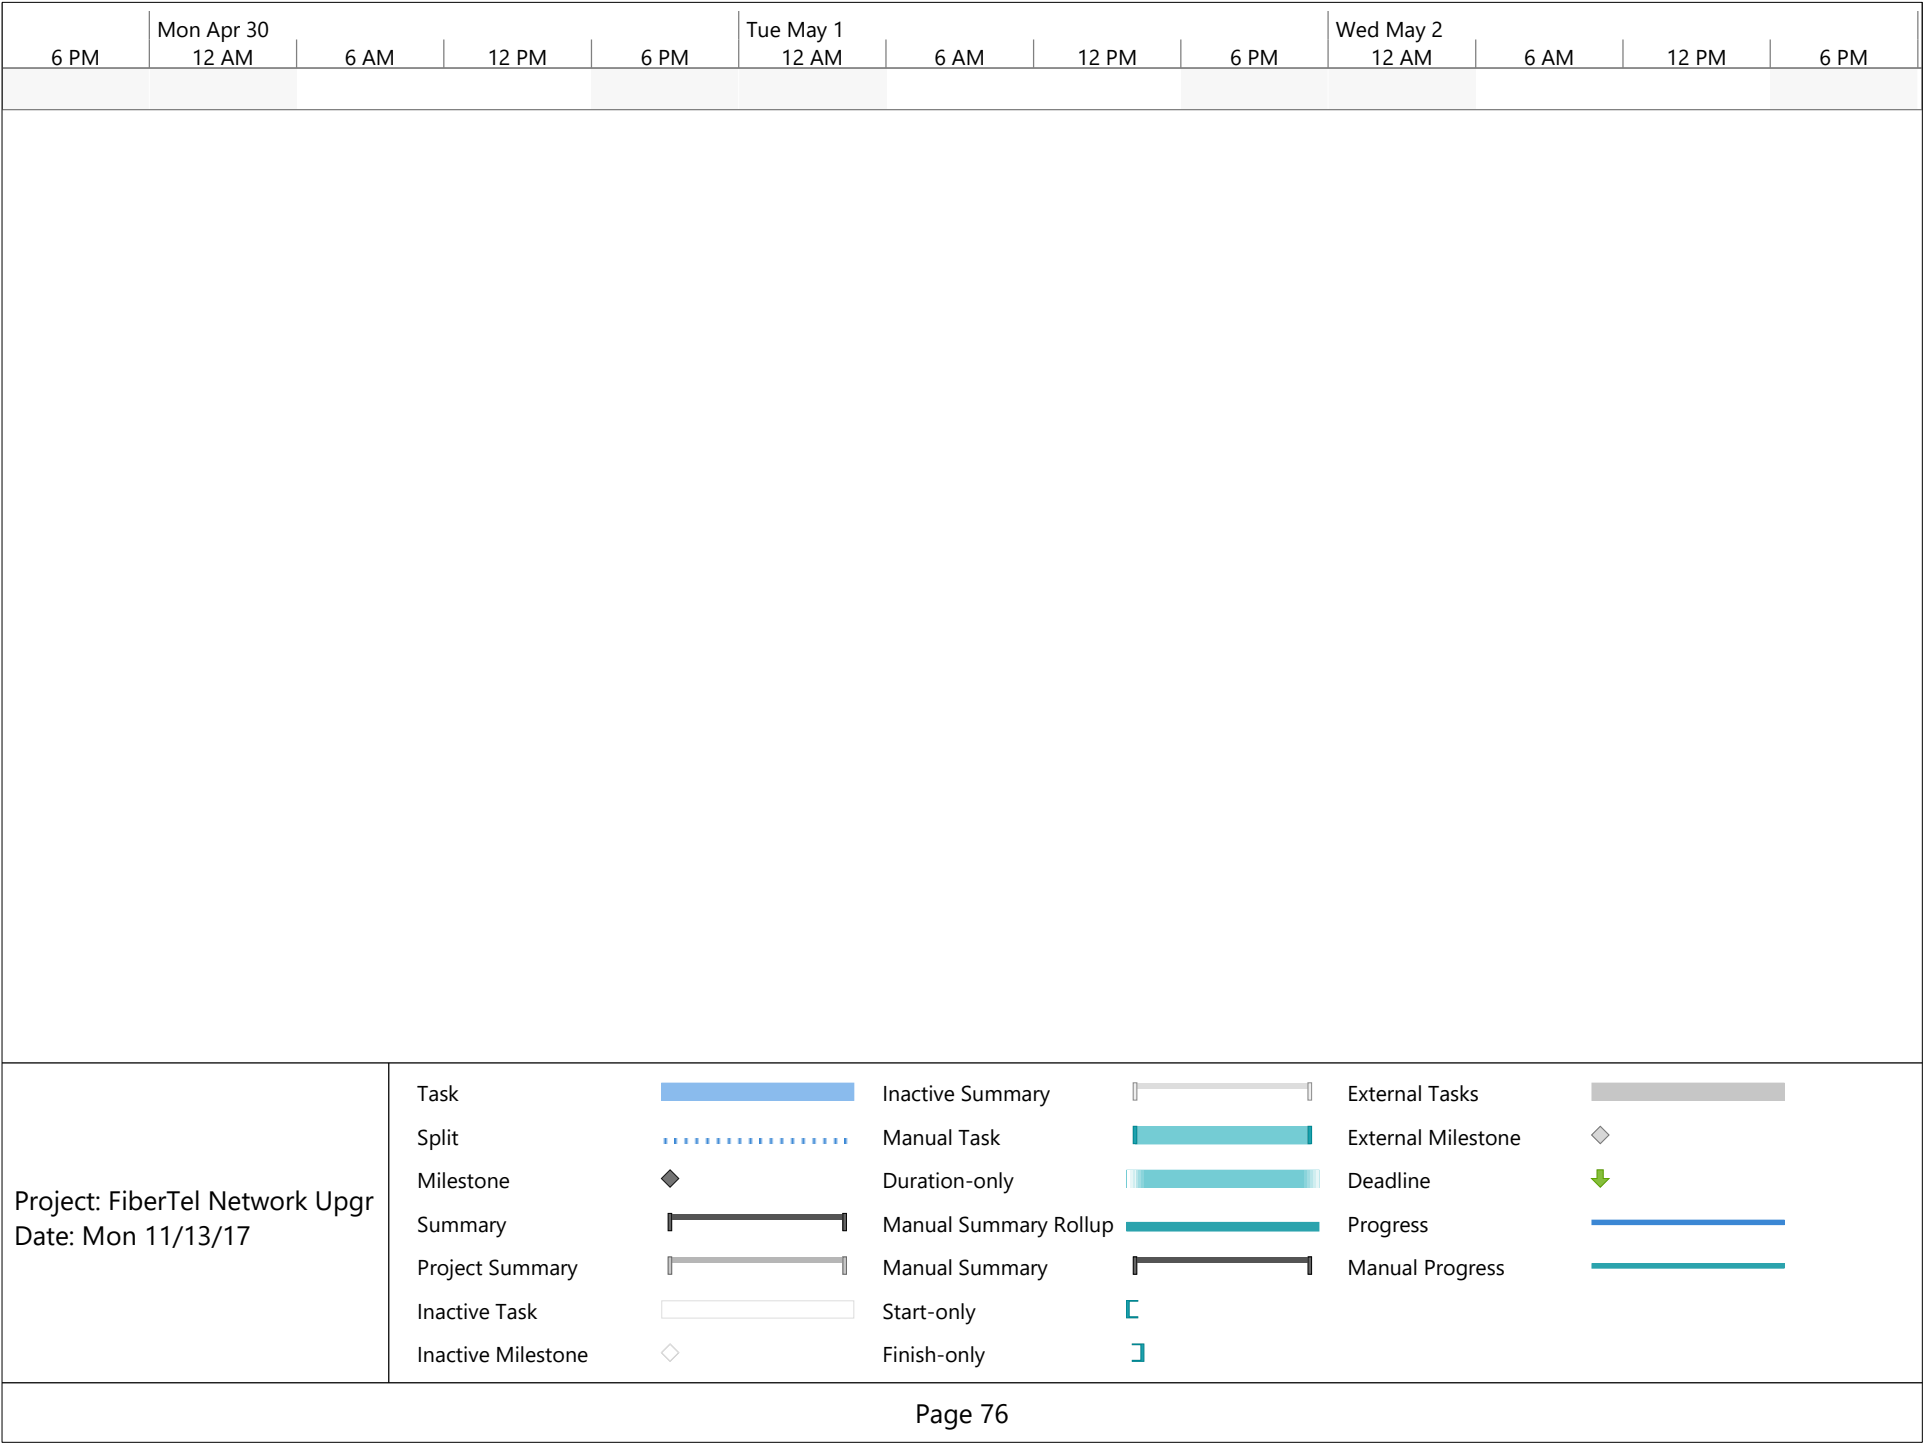 Mon Apr 30 Tue May 1 Wed May 2
6 PM 12 AM 6 AM 12 PM 6 PM 12 AM 6 AM 12 PM 6 PM 12 AM 6 AM 12 PM 6 PM
Project: FiberTel Network Upgr
Date: Mon 11/13/17
Task
Split
Milestone
Summary
Project Summary
Inactive Task
Inactive Milestone
Inactive Summary
Manual Task
Duration-only
Manual Summary Rollup
Manual Summary
Start-only
Finish-only
External Tasks
External Milestone
Deadline
Progress
Manual Progress
Page 76